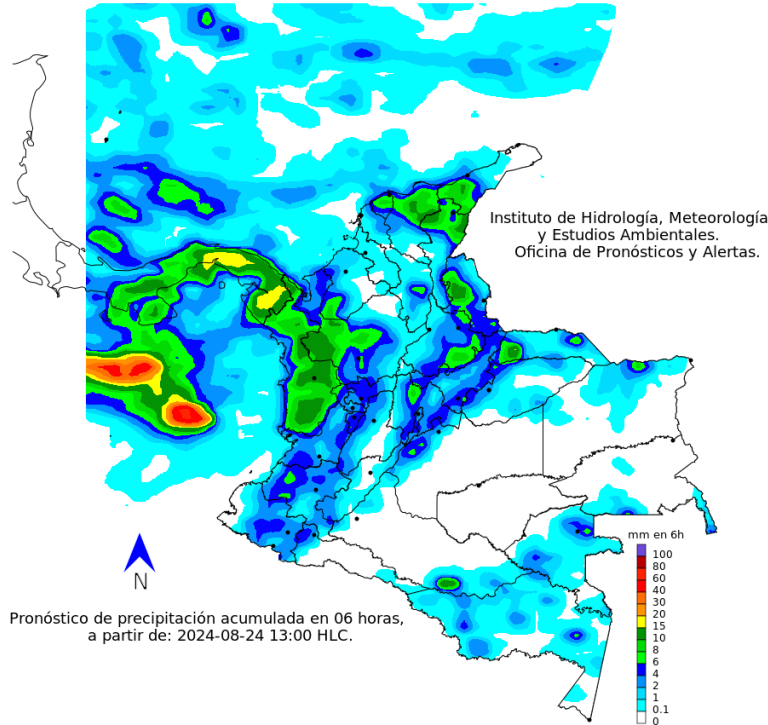 Instituto de Hidrología, Meteorología
y Estudios Ambientales.
Oficina de Pronósticos y Alertas.
mm en 6h
100
80
60
40
30
20
15
10
8
6
4
2
1
0.1
0
N
Pronóstico de precipitación acumulada en 06 horas,
a partir de: 2024-08-24 13:00 HLC.